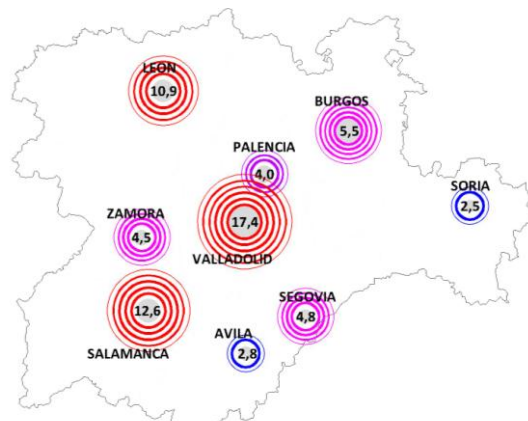 LEON
10,9
BURGOS
5,5
PALENCIA
4,0
SORIA
2,5
ZAMORA
4,5
17,4
VALLADOLID
12,6
SALAMANCA
SEGOVIA
4,8
AVILA
2,8